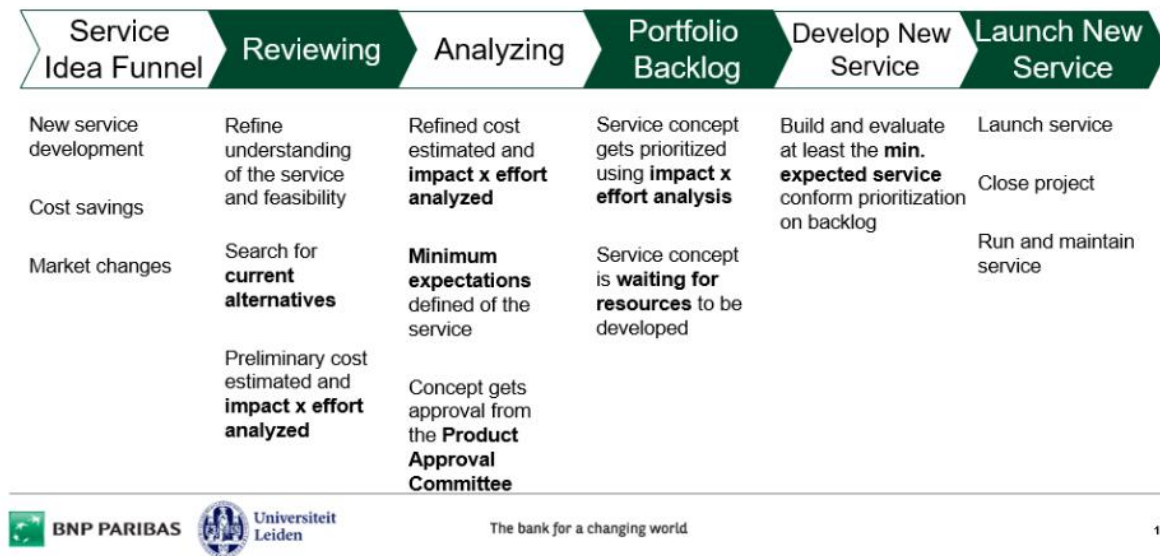 Service
Idea Funnel
Reviewing
Analyzing
Portfolio
Backlog
Develop New
Service
Launch New
Service
New service
development
Cost savings
Market changes
Refine
understanding
of the service
and feasibility
Search for
current
alternatives
Preliminary cost
estimated and
impact x effort
analyzed
Refined cost
estimated and
impact x effort
analyzed
Minimum
expectations
defined of the
service
Concept gets
approval from
the Product
Approval
Committee
Service concept
gets prioritized
using impact x
effort analysis
Service concept
is waiting for
resources to be
developed
Build and evaluate
at least the min.
expected service
conform prioritization
on backlog
Launch service
Close project
Run and maintain
service
BNP PARIBAS
Universiteit
Leiden
The bank for a changing world
1